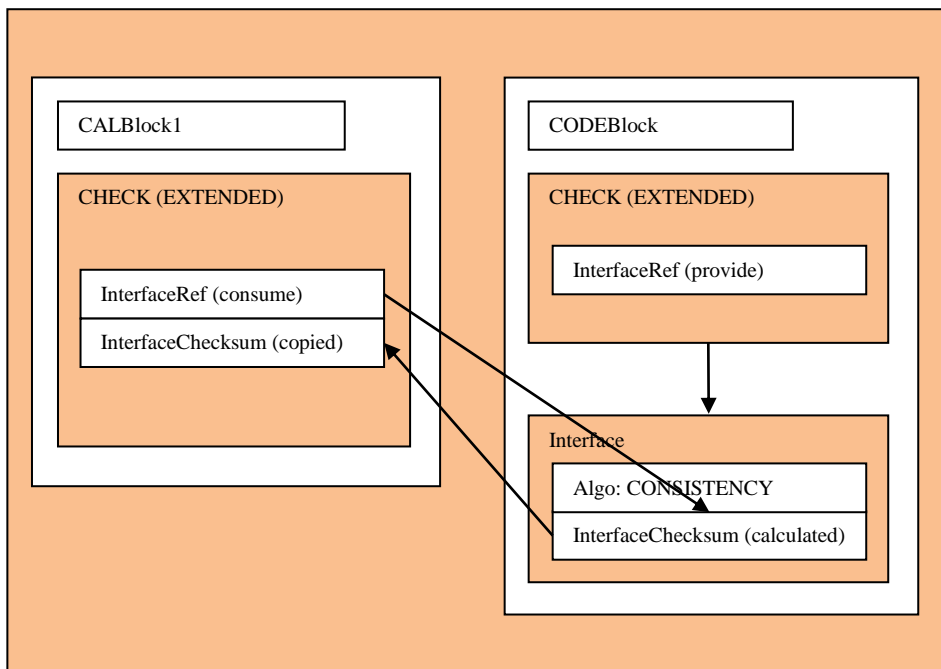 CALBlock1
CHECK (EXTENDED)
InterfaceRef (consume)
InterfaceChecksum (copied)
CODEBlock
CHECK (EXTENDED)
InterfaceRef (provide)
Interface
Algo: CONSISTENCY
InterfaceChecksum (calculated)